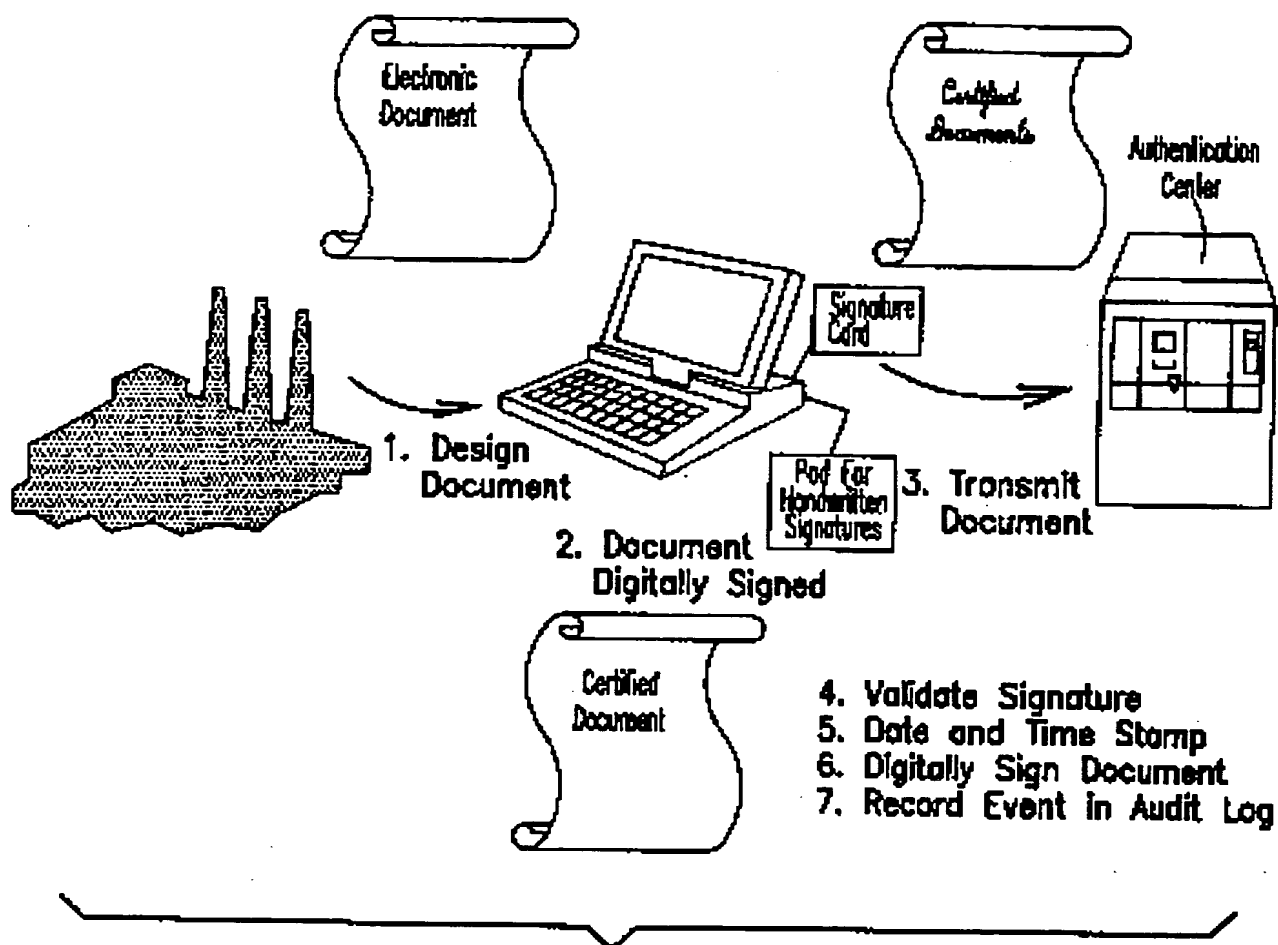 Electronic
Document
Certified
Documents
Authentication
Center
Signature
Card
1. Design
Document
Pad For
Handwritten
Signatures
3. Transmit
Document
2. Document
Digitally Signed
Certified
Document
4. Validate Signature
5. Date and Time Stamp
6. Digitally Sign Document
7. Record Event in Audit Log